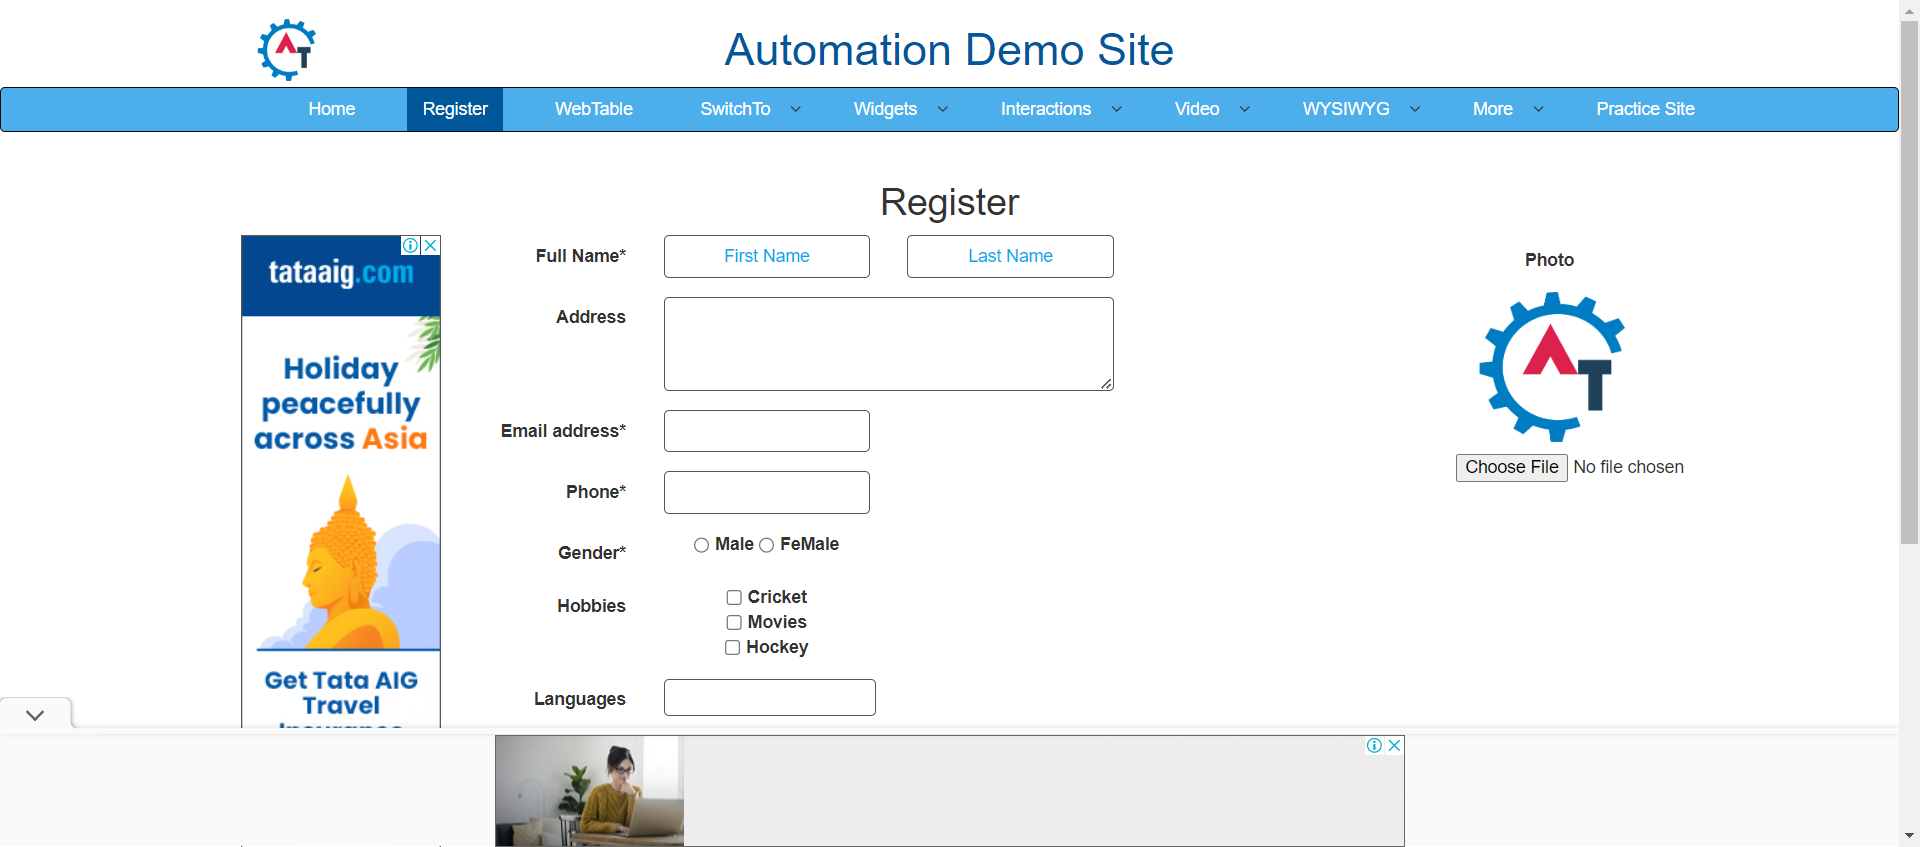 AT
Automation Demo Site
Home Register WebTable SwitchTo Widgets Interactions Video WYSIWYG More Practice Site
Register
tataaig.com
Holiday
peacefully
across Asia
Get Tata AIG
Travel
Full Name* First Name Last Name
Address
Email address*
Phone*
Gender* Male FeMale
Hobbies Cricket
Movies
Hockey
Languages
Photo
AT
Choose File No file chosen